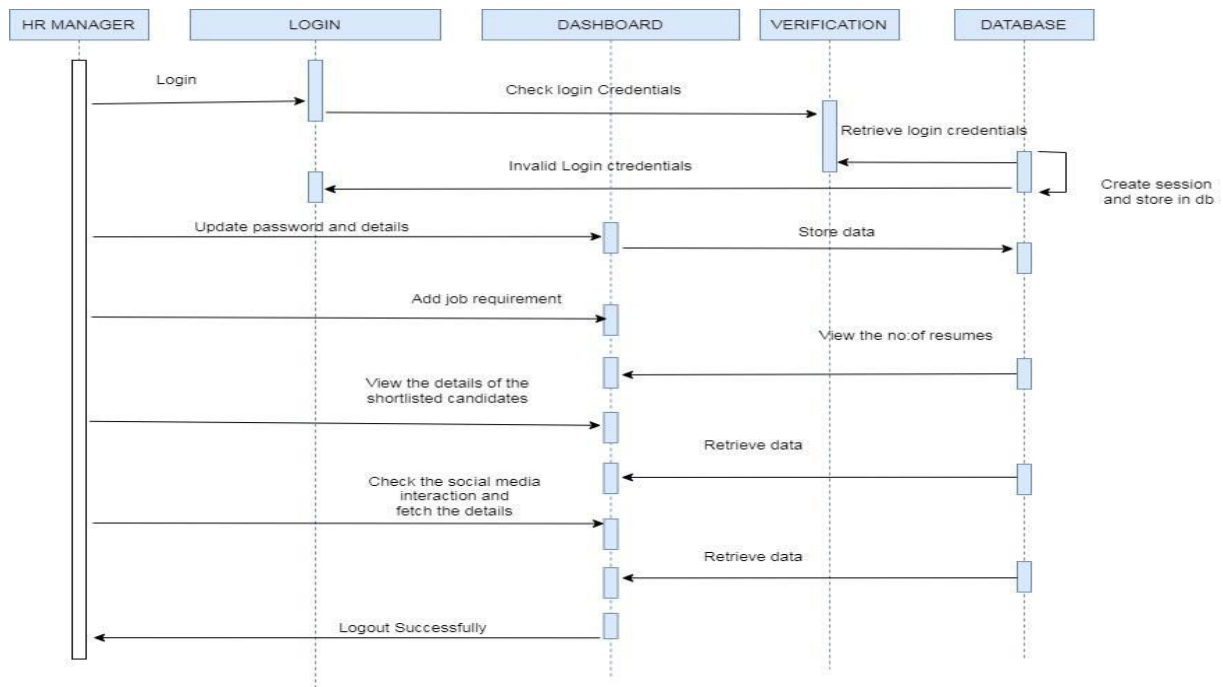 HR MANAGER
LOGIN
DASHBOARD
VERIFICATION
DATABASE
Login
Check login Credentials
Retrieve login credentials
Invalid Login ctredentials
Create session
and store in db
Update password and details
Store data
Add job requirement
View the no:of resumes
View the details of the
shortlisted candidates
Retrieve data
Check the social media
interaction and
fetch the details
Retrieve data
Logout Successfully